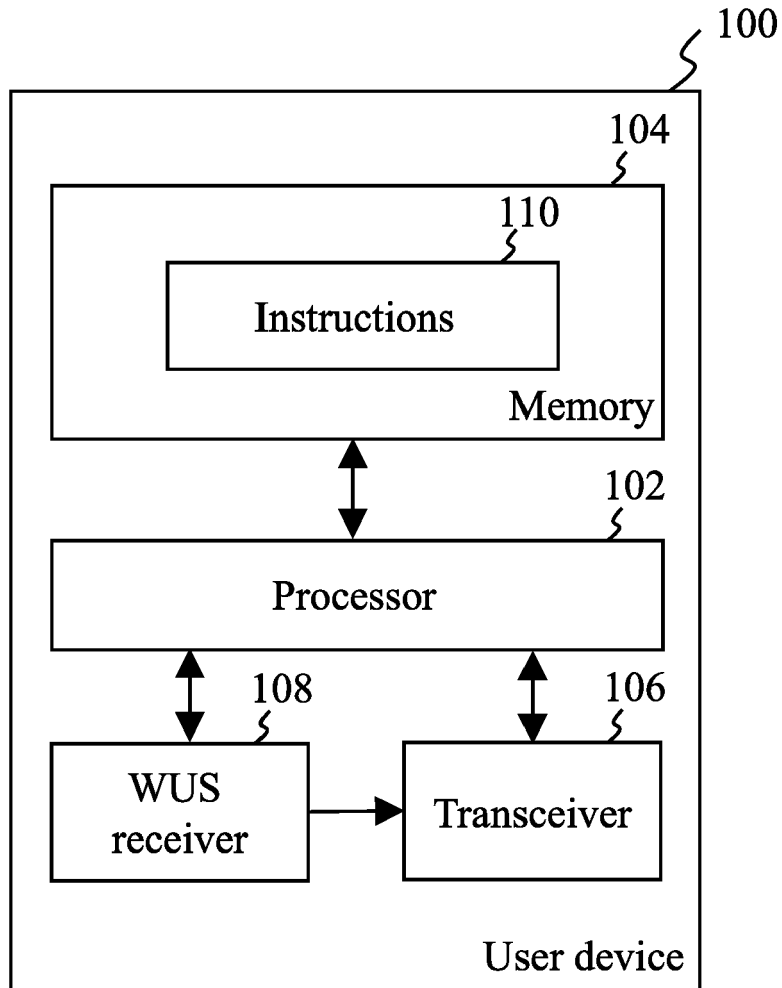 100
104
110
Instructions
Memory
102
Processor
108
106
WUS
receiver
Transceiver
User device